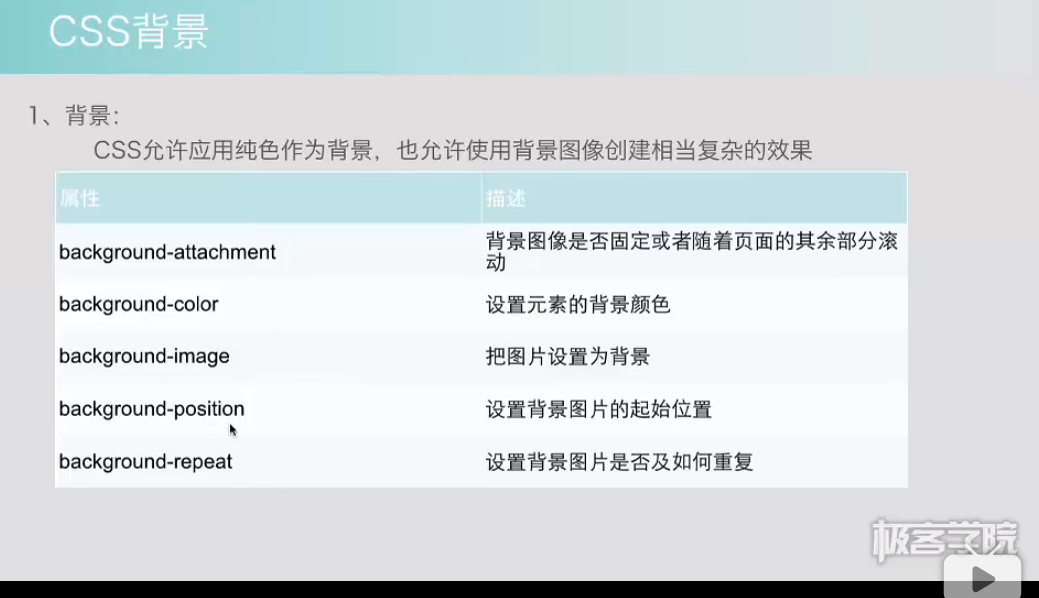 CSS背景
1、背景：
CSS允许应用纯色作为背景，也允许使用背景图像创建相当复杂的效果
属性 描述
background-attachment 背景图像是否固定或者随着页面的其余部分滚
动
background-color 设置元素的背景颜色
background-image 把图片设置为背景
background-position 设置背景图片的起始位置
background-repeat 设置背景图片是否及如何重复
极客学院